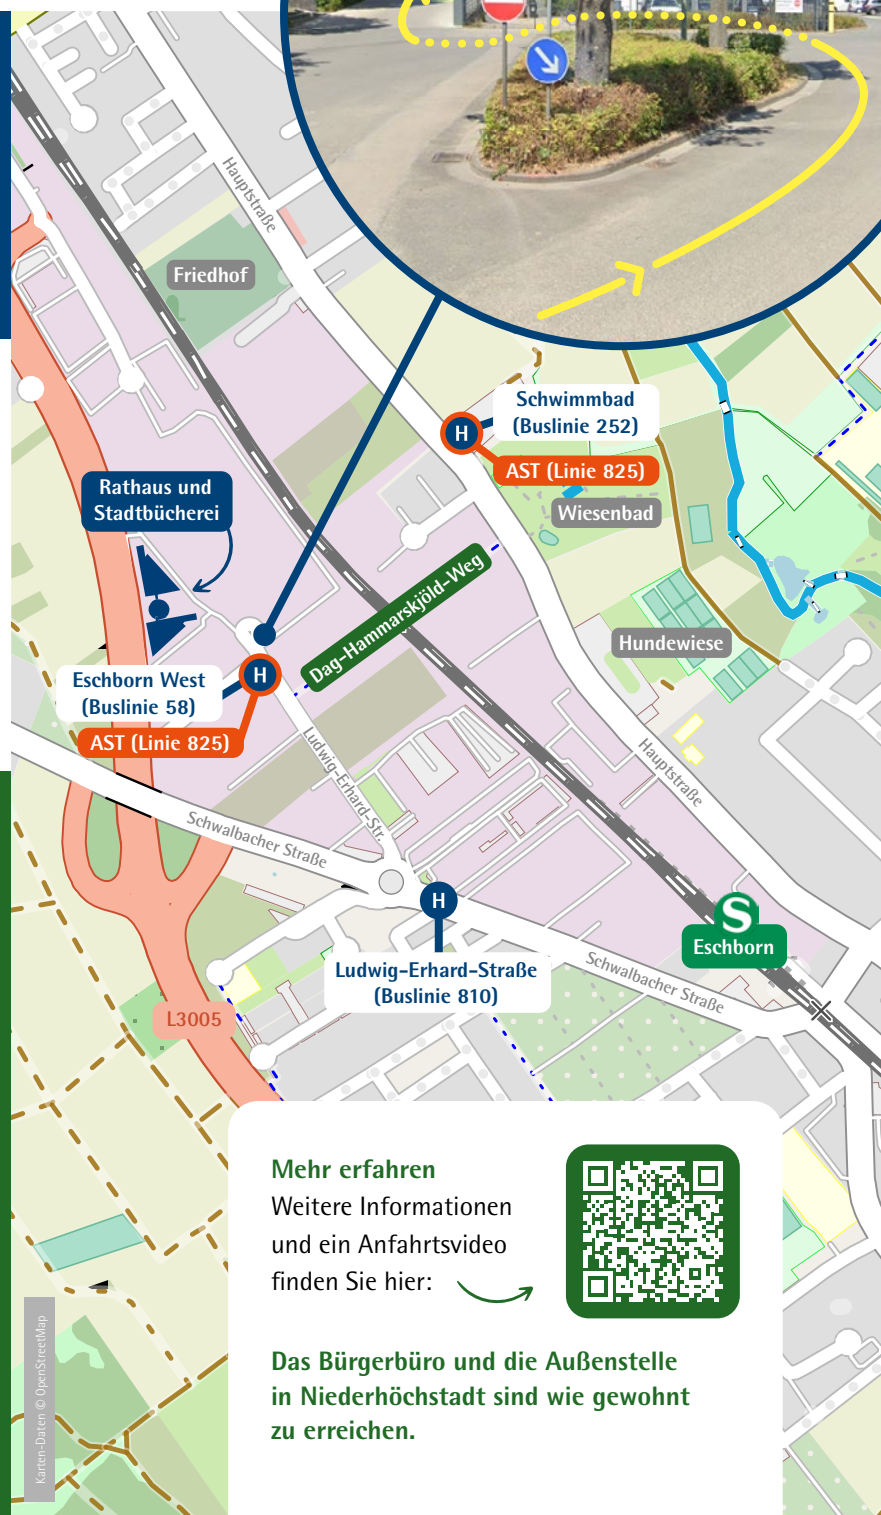 Hauptstraße
Friedhof
Schwimmbad
(Buslinie 252)
H
AST (Linie 825)
Wiesenbad
Rathaus und
Stadtbücherei
Dag-Hammarskjöld-Weg
Hundewiese
Eschborn West
(Buslinie 58)
H
AST (Linie 825)
Ludwig-Erhard-Str.
Hauptstraße
Schwalbacher Straße
H
S
Eschborn
Ludwig-Erhard-Straße
(Buslinie 810)
Schwalbacher Straße
L3005
Mehr erfahren
Weitere Informationen
und ein Anfahrtsvideo
finden Sie hier:
Das Bürgerbüro und die Außenstelle
in Niederhöchstadt sind wie gewohnt
zu erreichen.
Karten-Daten © OpenStreetMap